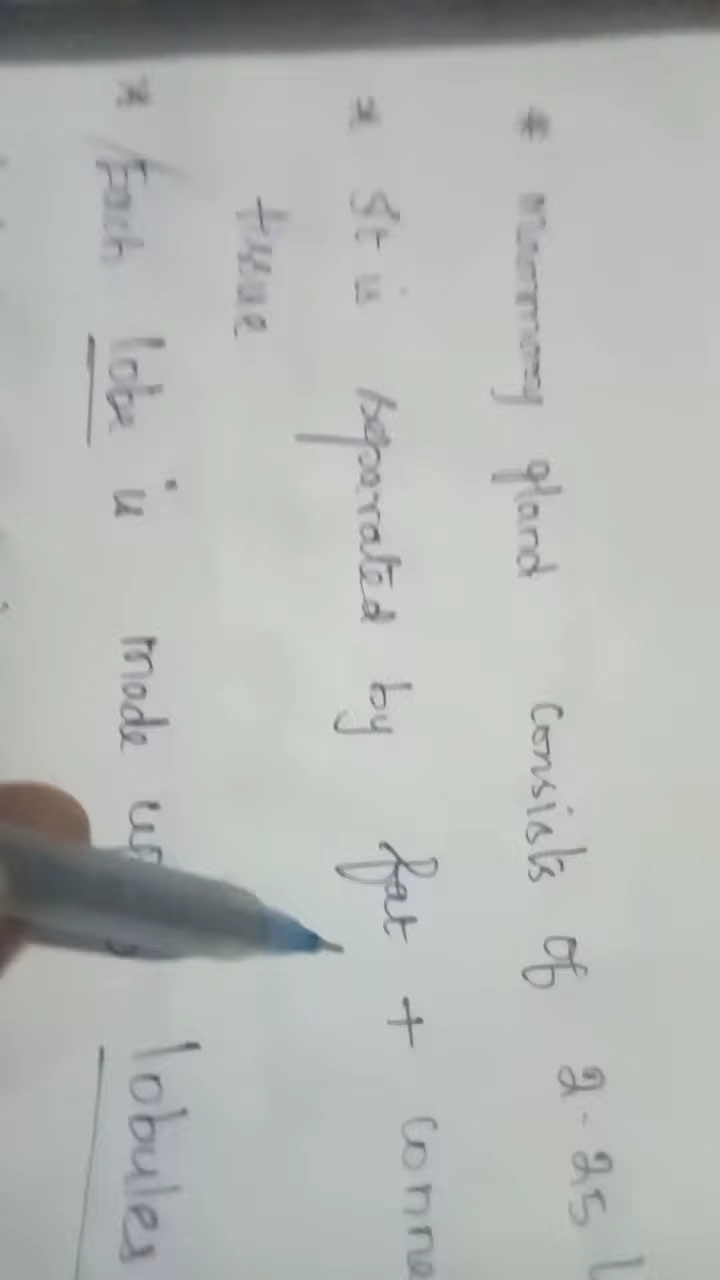 * Mammary gland consists of 2-25 l
* It is separated by fat + conne
tissue
* Each lobe is made up lobules